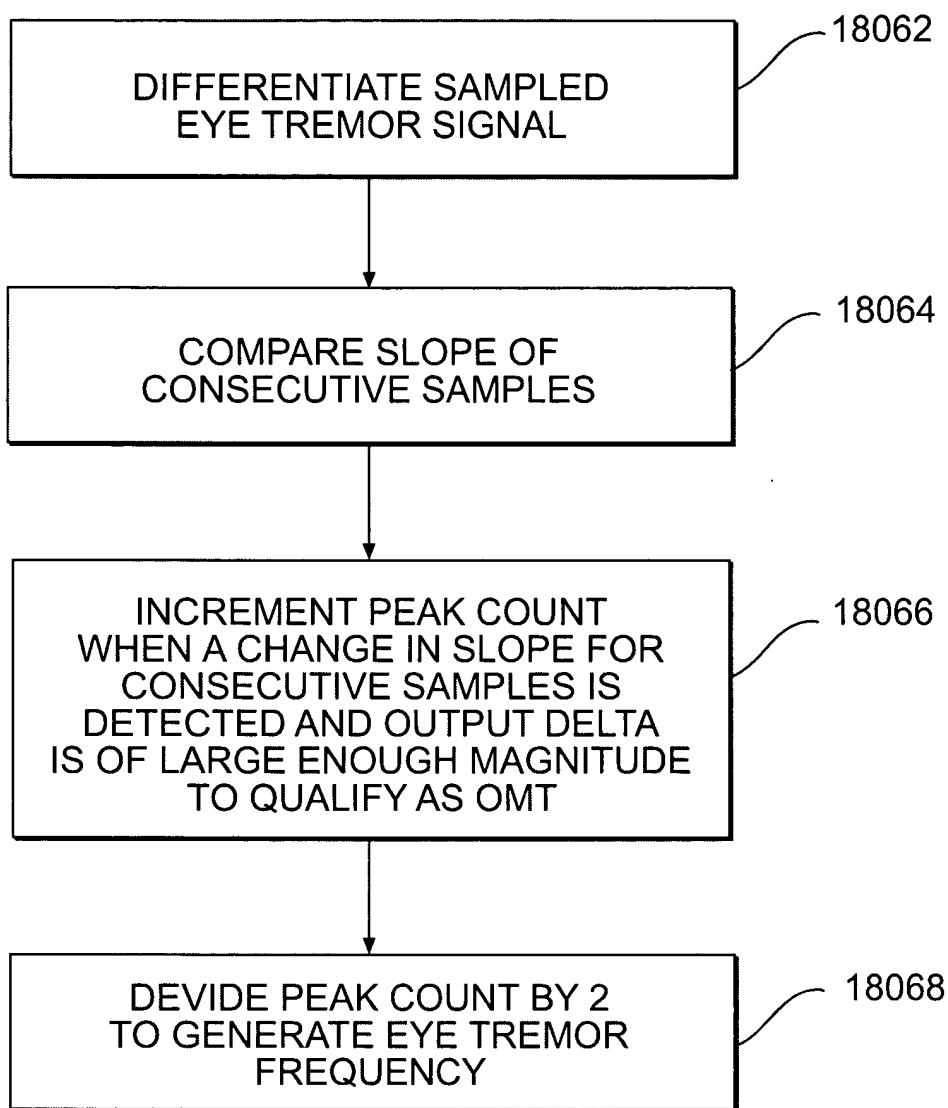 18062
DIFFERENTIATE SAMPLED
EYE TREMOR SIGNAL
18064
COMPARE SLOPE OF
CONSECUTIVE SAMPLES
18066
INCREMENT PEAK COUNT
WHEN A CHANGE IN SLOPE FOR
CONSECUTIVE SAMPLES IS
DETECTED AND OUTPUT DELTA
IS OF LARGE ENOUGH MAGNITUDE
TO QUALIFY AS OMT
18068
DEVIDE PEAK COUNT BY 2
TO GENERATE EYE TREMOR
FREQUENCY